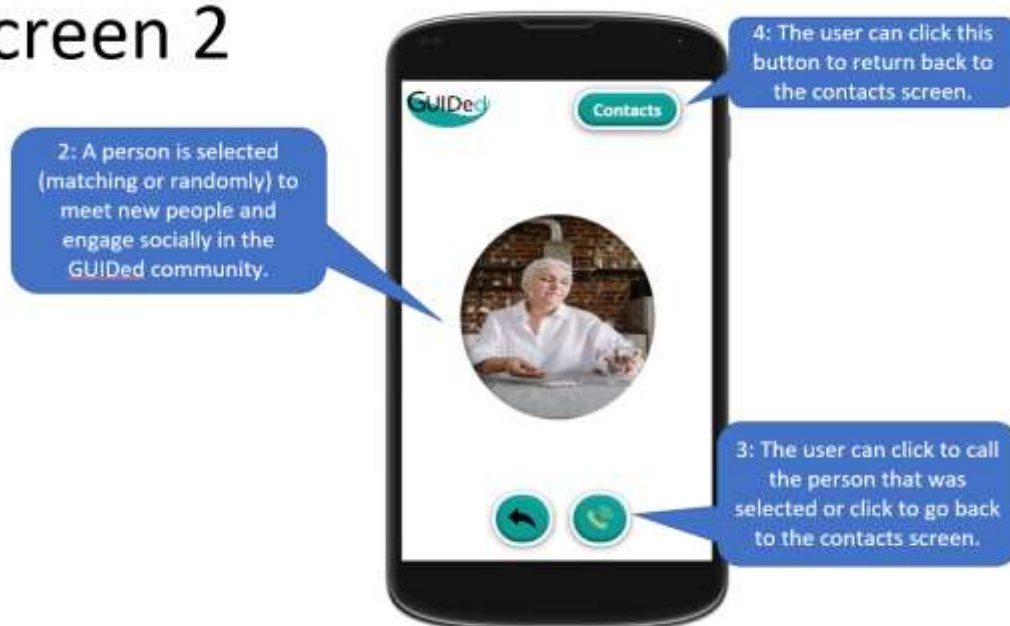 creen 2
2: A person is selected
(matching or randomly) to
meet new people and
engage socially in the
GUIDed community.
GUIDed
Contacts
4: The user can click this
button to return back to
the contacts screen.
3: The user can click to call
the person that was
selected or click to go back
to the contacts screen.